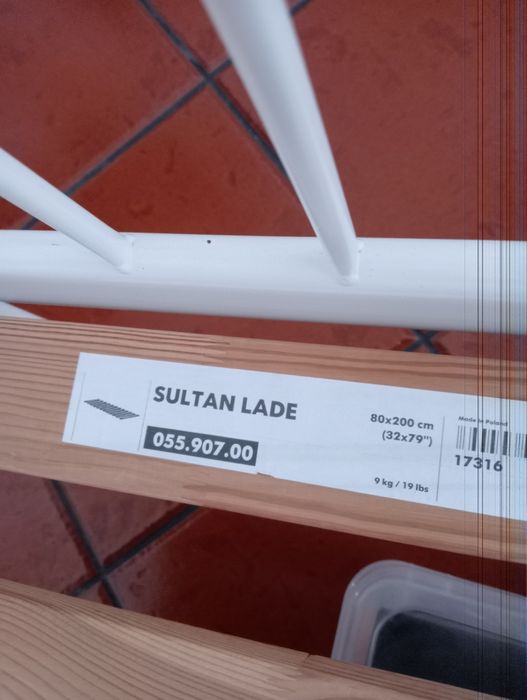 SULTAN LADE
055.907.00
80x200 cm
(32x79")
9 kg / 19 lbs
Made in Poland
17316